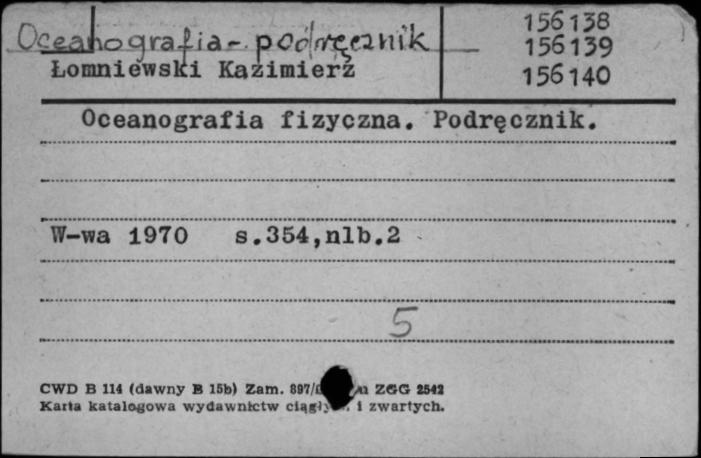 Oceanografia - podręcznik
156138
156139
156140
Łomniewski Kazimierz
Oceanografia fizyczna. Podręcznik.
W-wa 1970 s.354,nlb.2
5
CWD B 114 (dawny B 15b) Zam. 897/ ZGG 2542
Karta katalogowa wydawnictw i zwartych.